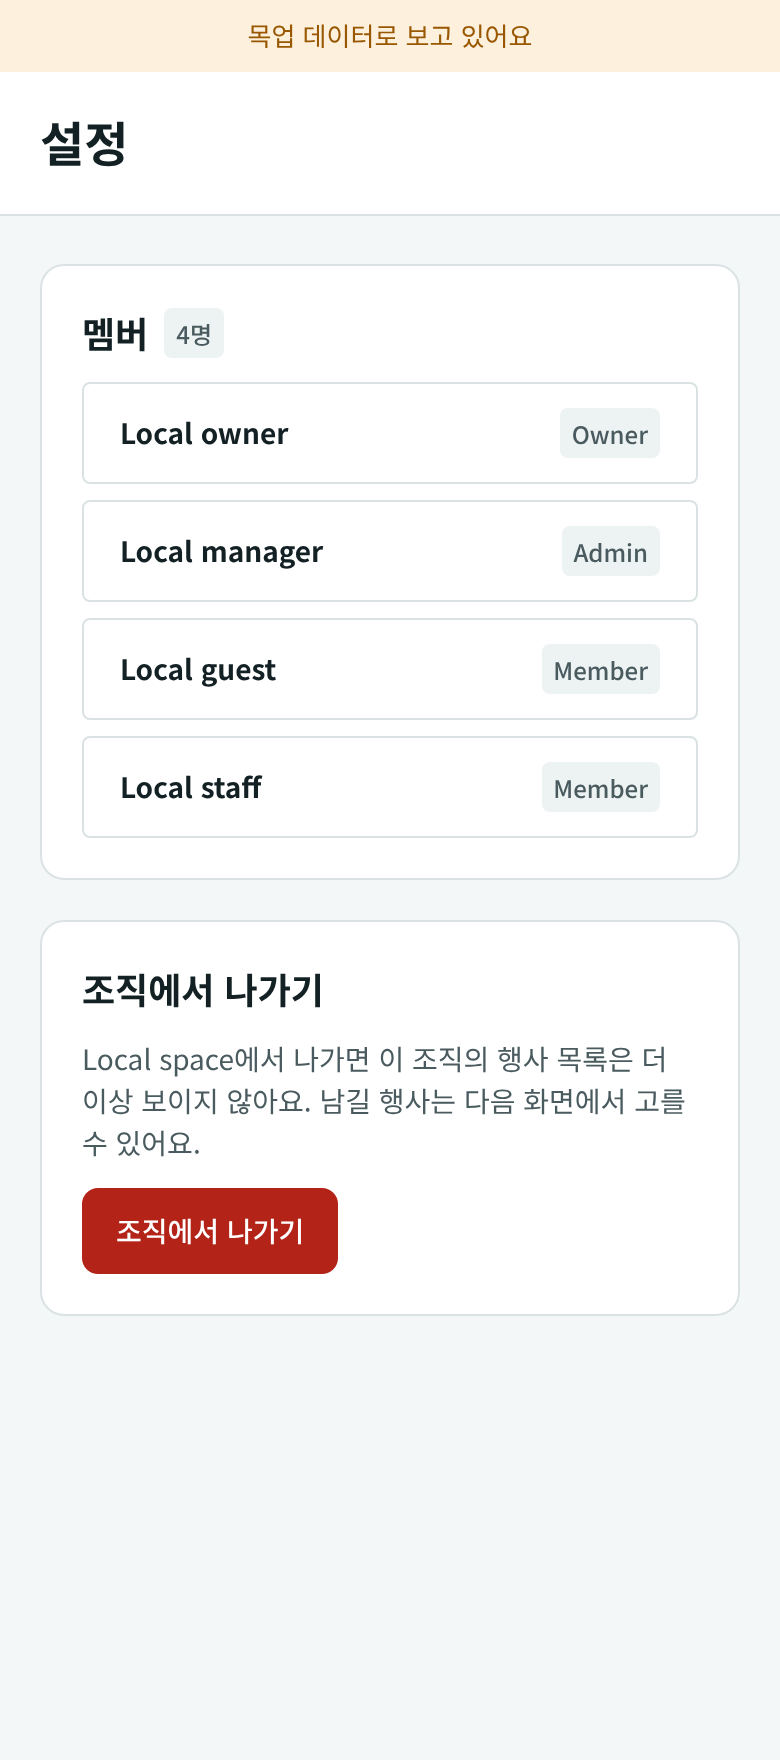 목업 데이터로 보고 있어요
설정
멤버 4명
Local owner Owner
Local manager Admin
Local guest Member
Local staff Member
조직에서 나가기
Local space에서 나가면 이 조직의 행사 목록은 더
이상 보이지 않아요. 남길 행사는 다음 화면에서 고를
수 있어요.
조직에서 나가기